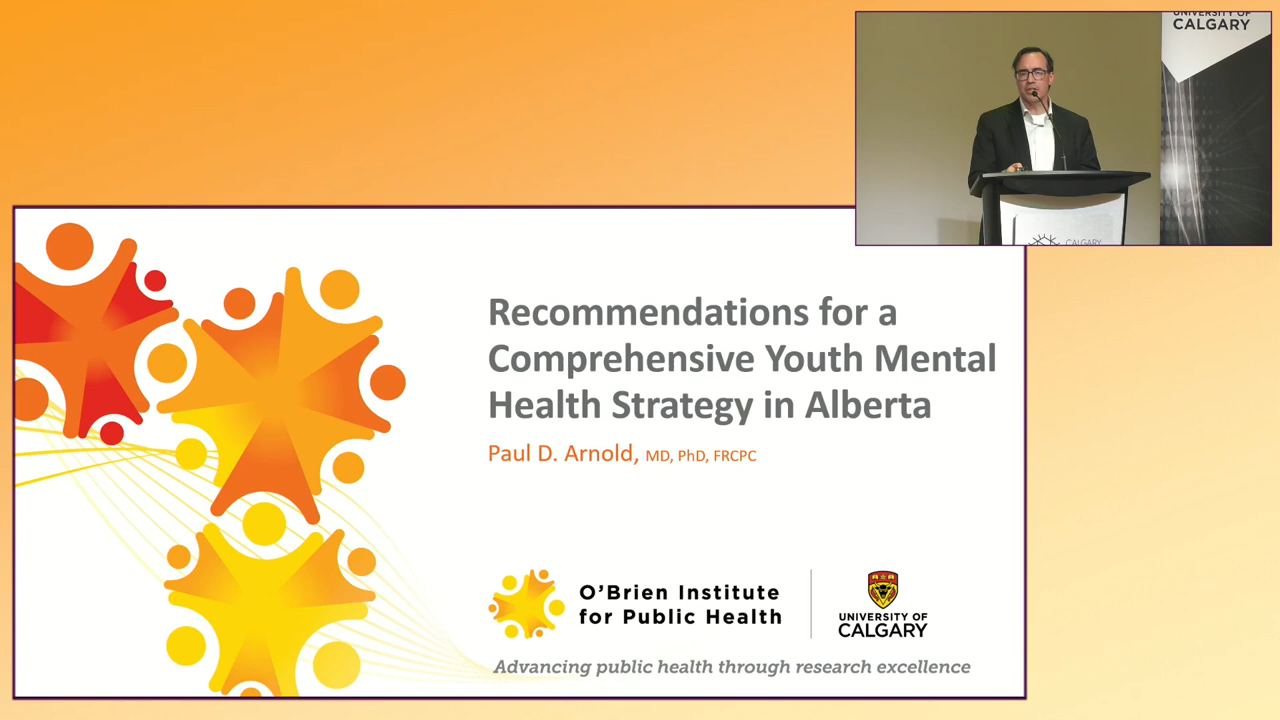 UNIVERSITY OF
CALGARY
CALGARY
Recommendations for a
Comprehensive Youth Mental
Health Strategy in Alberta
Paul D. Arnold, MD, PhD, FRCPC
O'Brien Institute
for Public Health
UNIVERSITY OF
CALGARY
Advancing public health through research excellence